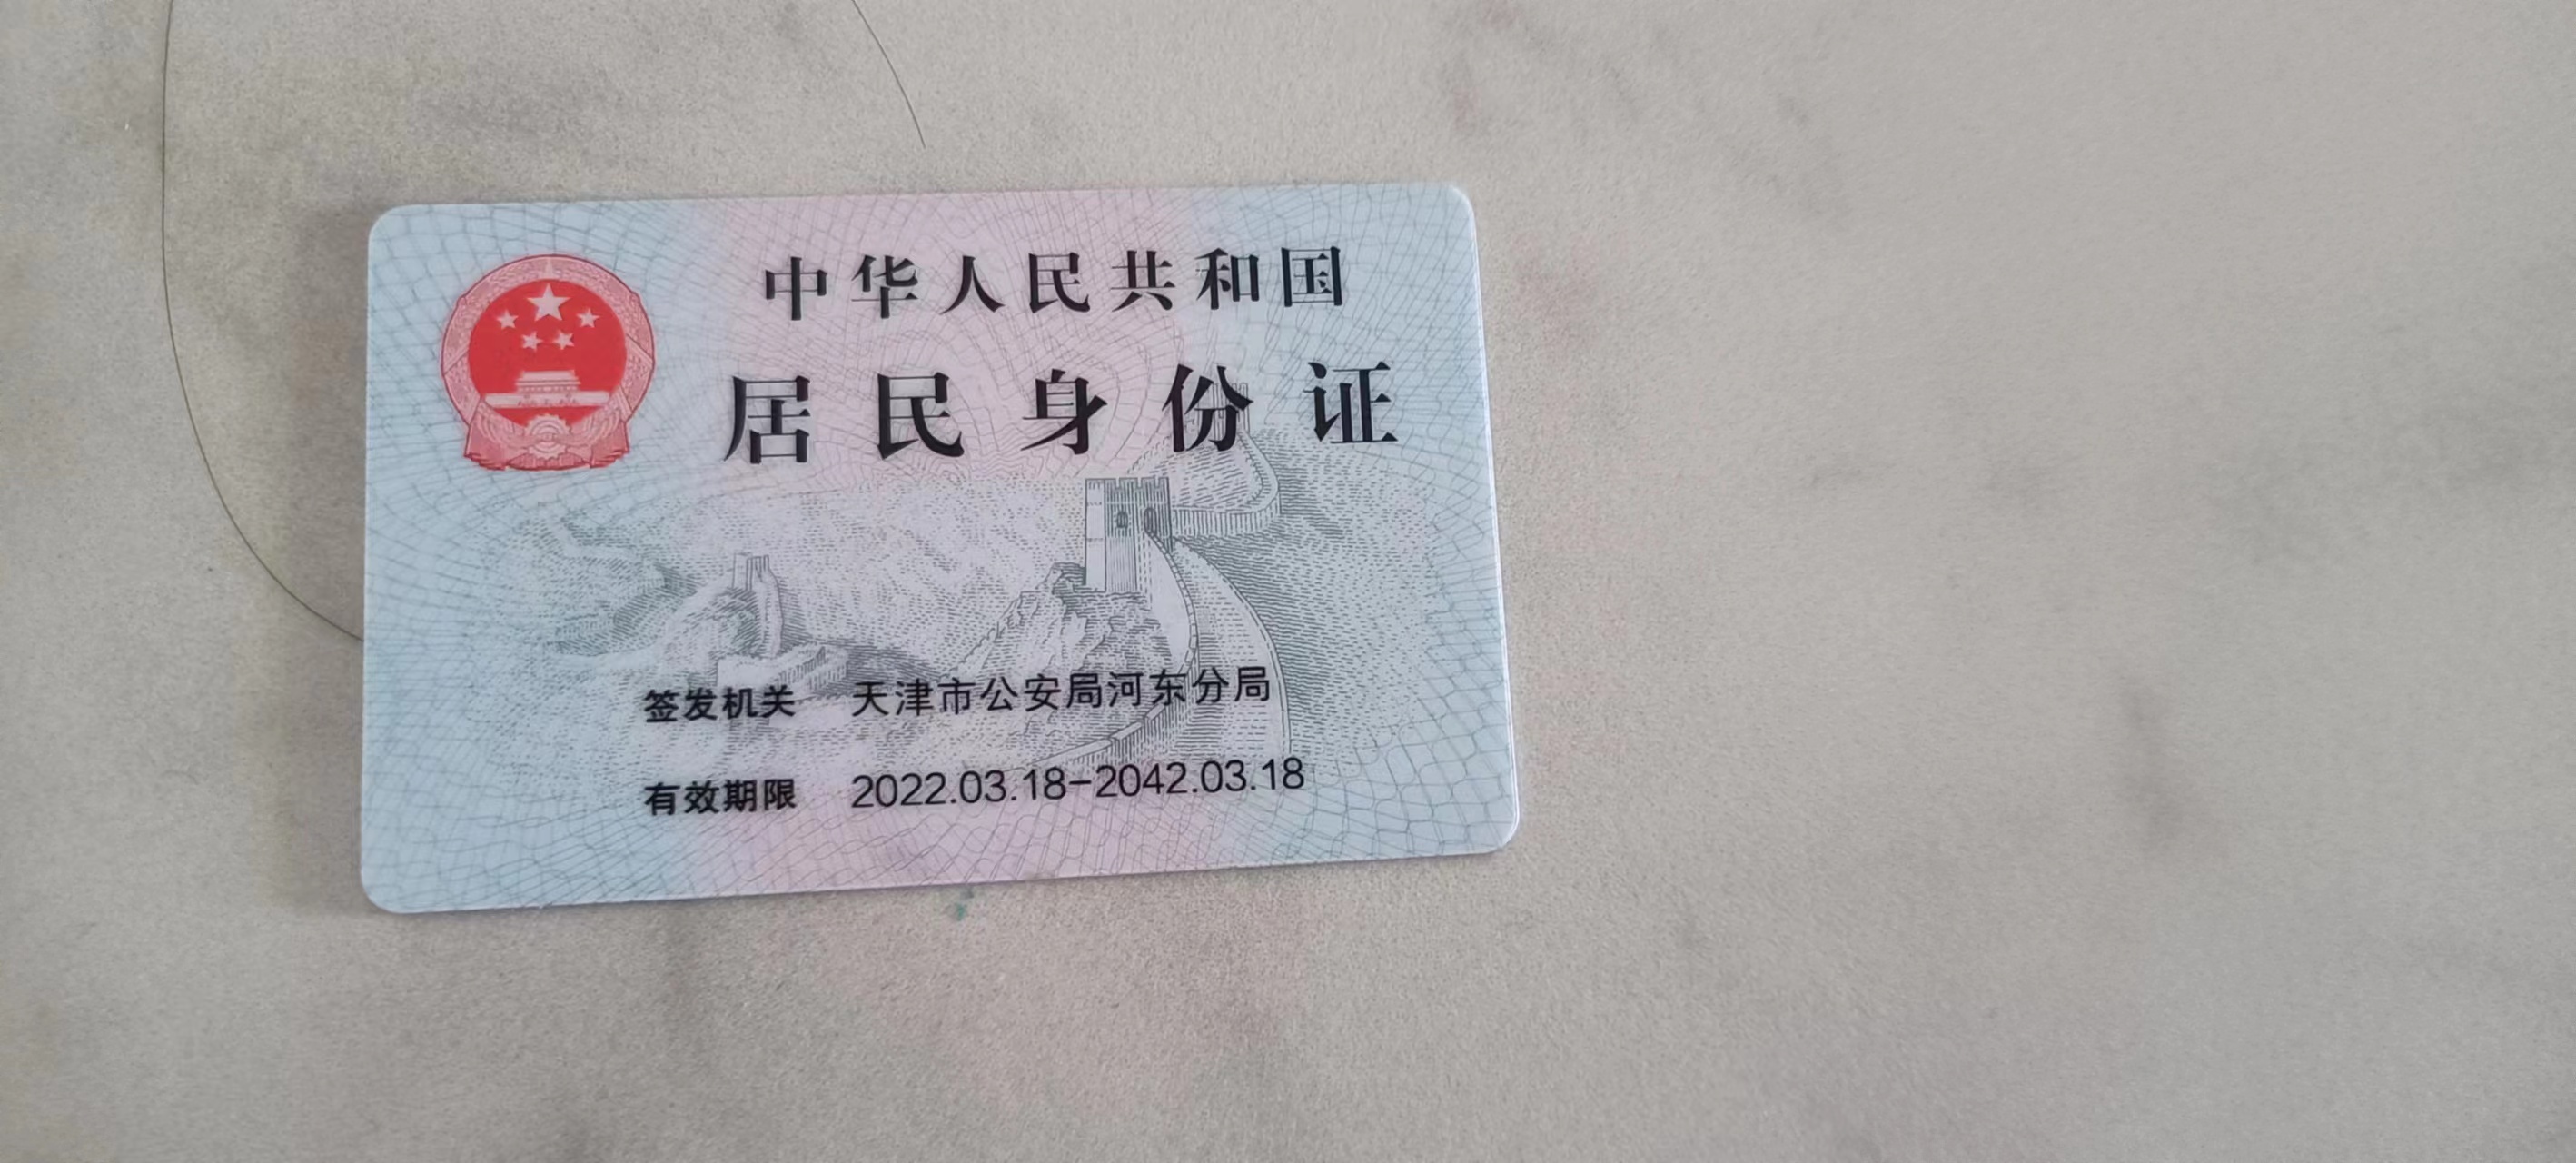 中华人民共和国
居民身份证
签发机关 天津市公安局河东分局
有效期限 2022.03.18-2042.03.18